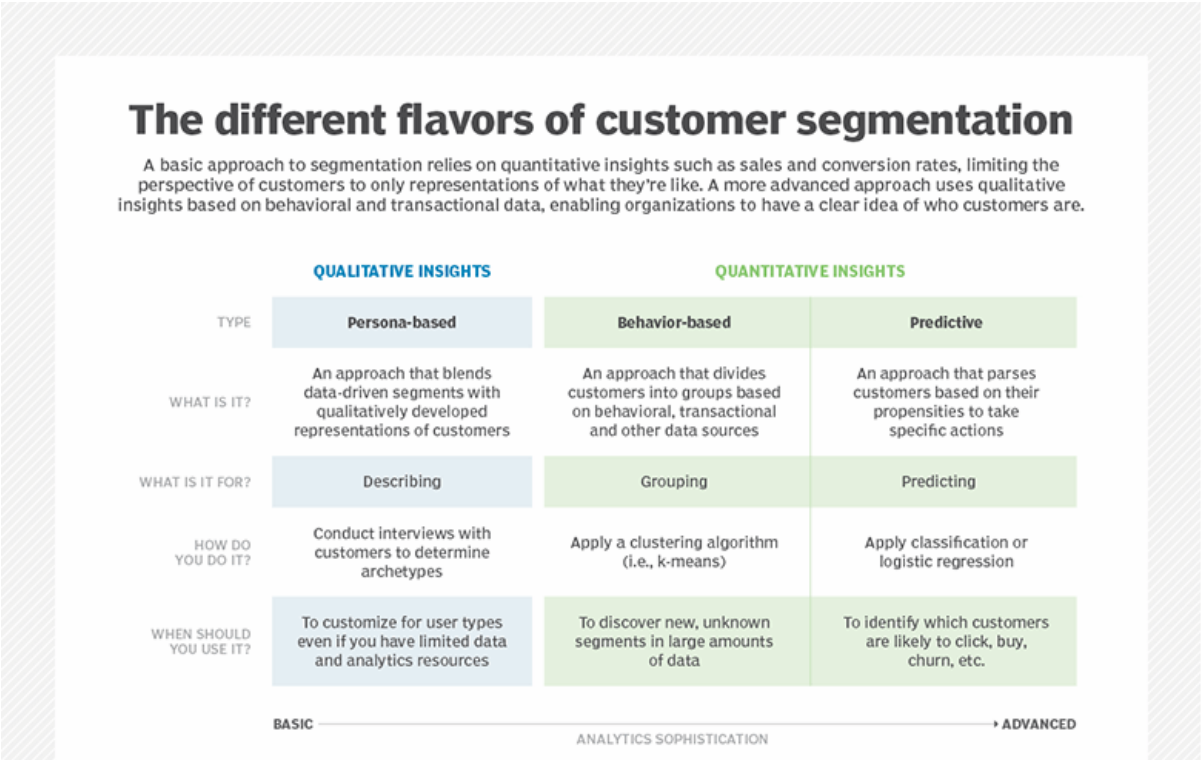 The different flavors of customer segmentation
A basic approach to segmentation relies on quantitative insights such as sales and conversion rates, limiting the
perspective of customers to only representations of what they're like. A more advanced approach uses qualitative
insights based on behavioral and transactional data, enabling organizations to have a clear idea of who customers are.
QUALITATIVE INSIGHTS
QUANTITATIVE INSIGHTS
TYPE
Persona-based
Behavior-based
Predictive
WHAT IS IT?
An approach that blends
data-driven segments with
qualitatively developed
representations of customers
An approach that divides
customers into groups based
on behavioral, transactional
and other data sources
An approach that parses
customers based on their
propensities to take
specific actions
WHAT IS IT FOR?
Describing
Grouping
Predicting
HOW DO
YOU DO IT?
Conduct interviews with
customers to determine
archetypes
Apply a clustering algorithm
(i.e., k-means)
Apply classification or
logistic regression
WHEN SHOULD
YOU USE IT?
To customize for user types
even if you have limited data
and analytics resources
To discover new, unknown
segments in large amounts
of data
To identify which customers
are likely to click, buy,
churn, etc.
BASIC
ADVANCED
ANALYTICS SOPHISTICATION